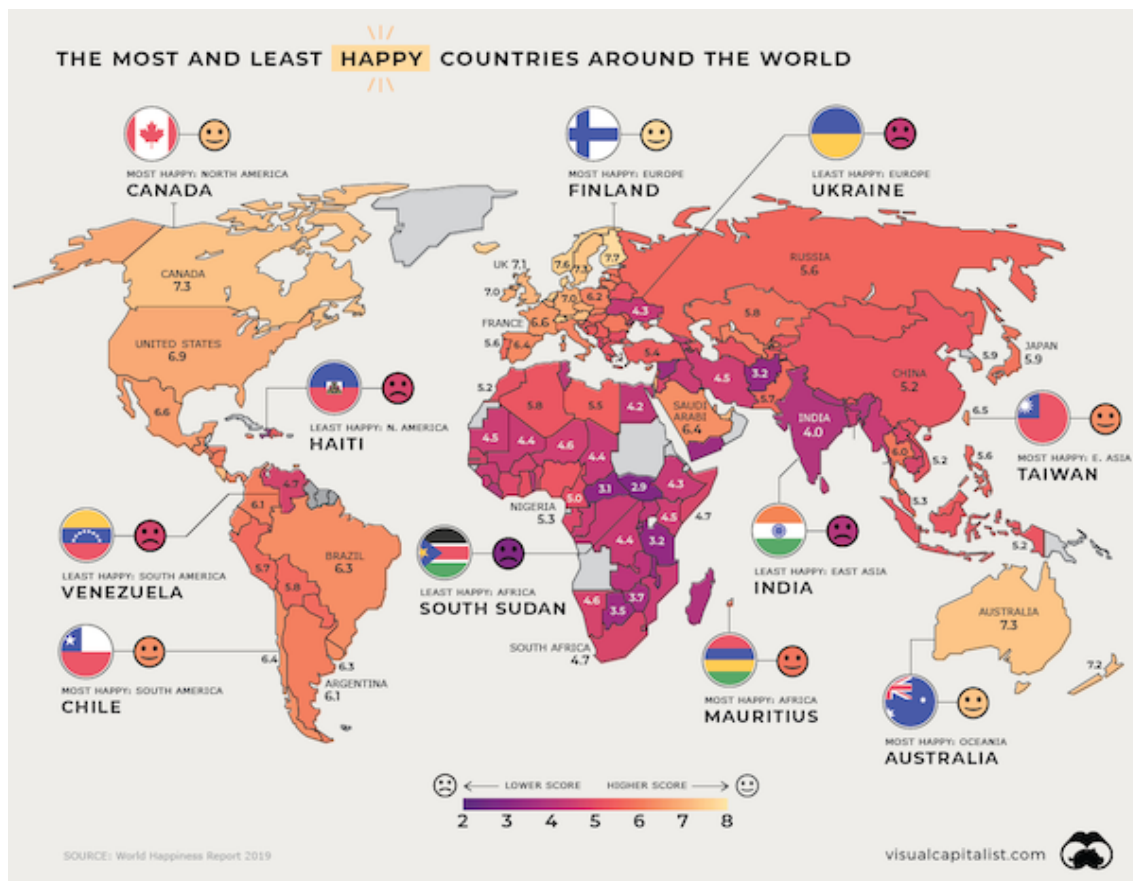 THE MOST AND LEAST HAPPY COUNTRIES AROUND THE WORLD
MOST HAPPY: NORTH AMERICA
CANADA
MOST HAPPY: EUROPE
FINLAND
LEAST HAPPY: EUROPE
UKRAINE
CANADA
7.3
UNITED STATES
6.9
6.6
UK 7.1
7.0
7.6
7.3
7.7
7.0
6.2
FRANCE 6.6
5.6
6.4
4.3
RUSSIA
5.6
5.8
5.4
4.5
3.2
5.7
CHINA
5.2
5.9
JAPAN
5.9
6.5
LEAST HAPPY: N. AMERICA
HAITI
MOST HAPPY: E. ASIA
TAIWAN
5.2
5.8
5.5
4.2
SAUDI
ARABI
6.4
INDIA
4.0
4.5
4.4
4.6
4.4
3.1
2.9
4.3
4.5
4.7
5.0
NIGERIA
5.3
4.4
3.2
4.6
3.5
3.7
SOUTH AFRICA
4.7
6.0
5.2
5.6
5.3
5.2
4.7
6.1
BRAZIL
6.3
5.7
5.8
6.4
6.3
ARGENTINA
6.1
LEAST HAPPY: SOUTH AMERICA
VENEZUELA
LEAST HAPPY: AFRICA
SOUTH SUDAN
LEAST HAPPY: EAST ASIA
INDIA
MOST HAPPY: SOUTH AMERICA
CHILE
MOST HAPPY: AFRICA
MAURITIUS
AUSTRALIA
7.3
7.2
MOST HAPPY: OCEANIA
AUSTRALIA
LOWER SCORE HIGHER SCORE
2 3 4 5 6 7 8
SOURCE: World Happiness Report 2019
visualcapitalist.com